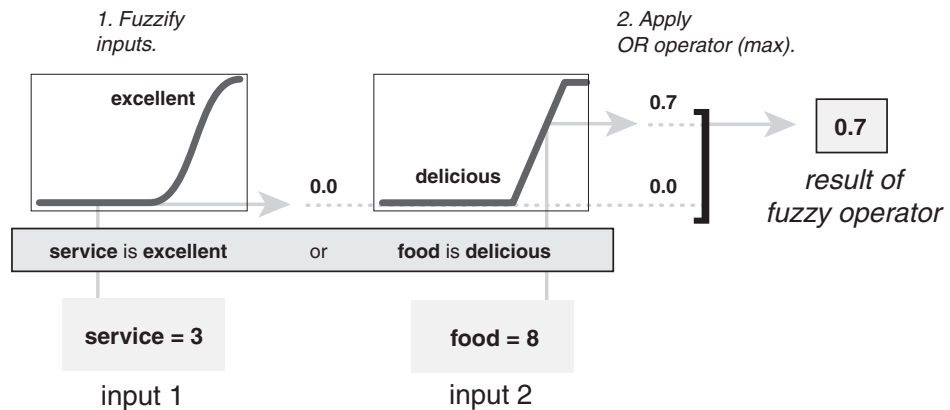 1. Fuzzify
inputs.
2. Apply
OR operator (max).
excellent
delicious
0.0
0.7
0.0
0.7
result of
fuzzy operator
service is excellent or food is delicious
service = 3
food = 8
input 1
input 2